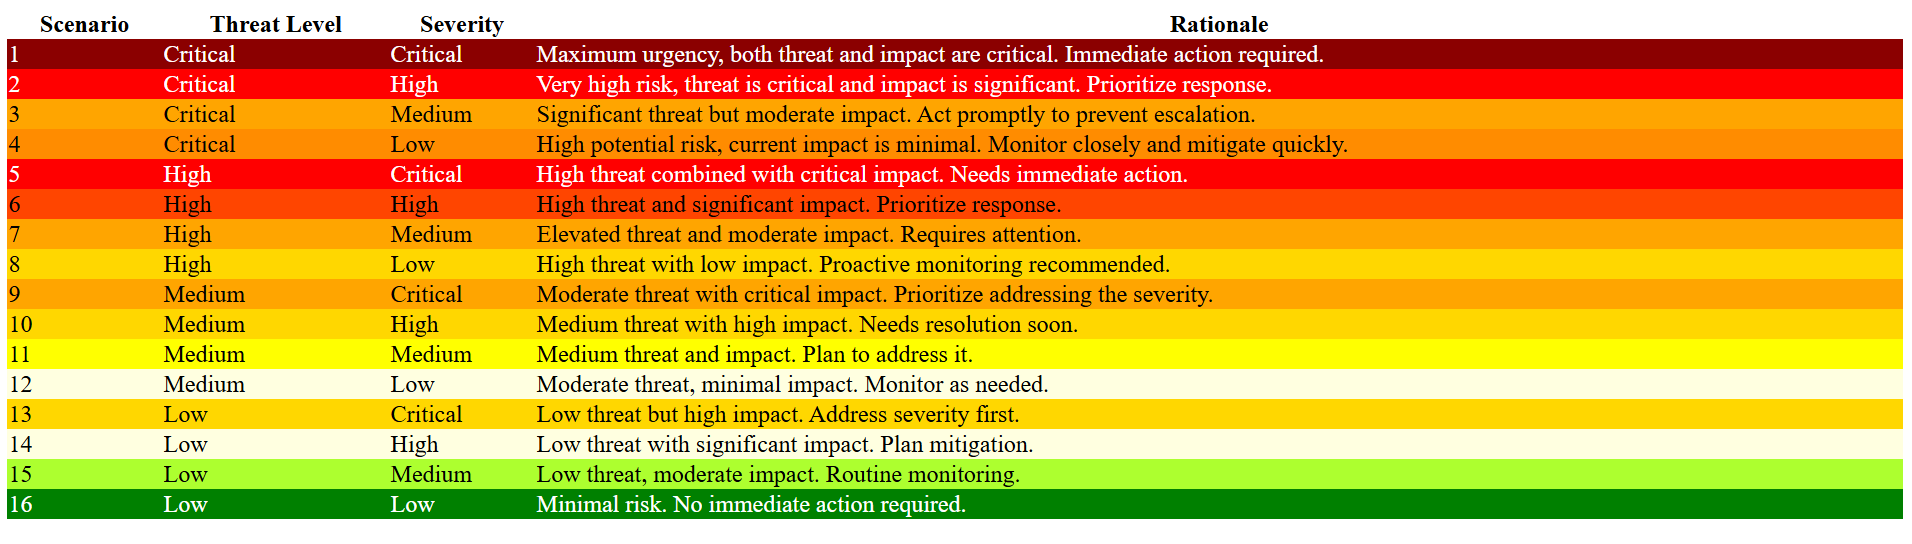 Scenario Threat Level Severity Rationale
1 Critical Critical Maximum urgency, both threat and impact are critical. Immediate action required.
2 Critical High Very high risk, threat is critical and impact is significant. Prioritize response.
3 Critical Medium Significant threat but moderate impact. Act promptly to prevent escalation.
4 Critical Low High potential risk, current impact is minimal. Monitor closely and mitigate quickly.
5 High Critical High threat combined with critical impact. Needs immediate action.
6 High High High threat and significant impact. Prioritize response.
7 High Medium Elevated threat and moderate impact. Requires attention.
8 High Low High threat with low impact. Proactive monitoring recommended.
9 Medium Critical Moderate threat with critical impact. Prioritize addressing the severity.
10 Medium High Medium threat with high impact. Needs resolution soon.
11 Medium Medium Medium threat and impact. Plan to address it.
12 Medium Low Moderate threat, minimal impact. Monitor as needed.
13 Low Critical Low threat but high impact. Address severity first.
14 Low High Low threat with significant impact. Plan mitigation.
15 Low Medium Low threat, moderate impact. Routine monitoring.
16 Low Low Minimal risk. No immediate action required.